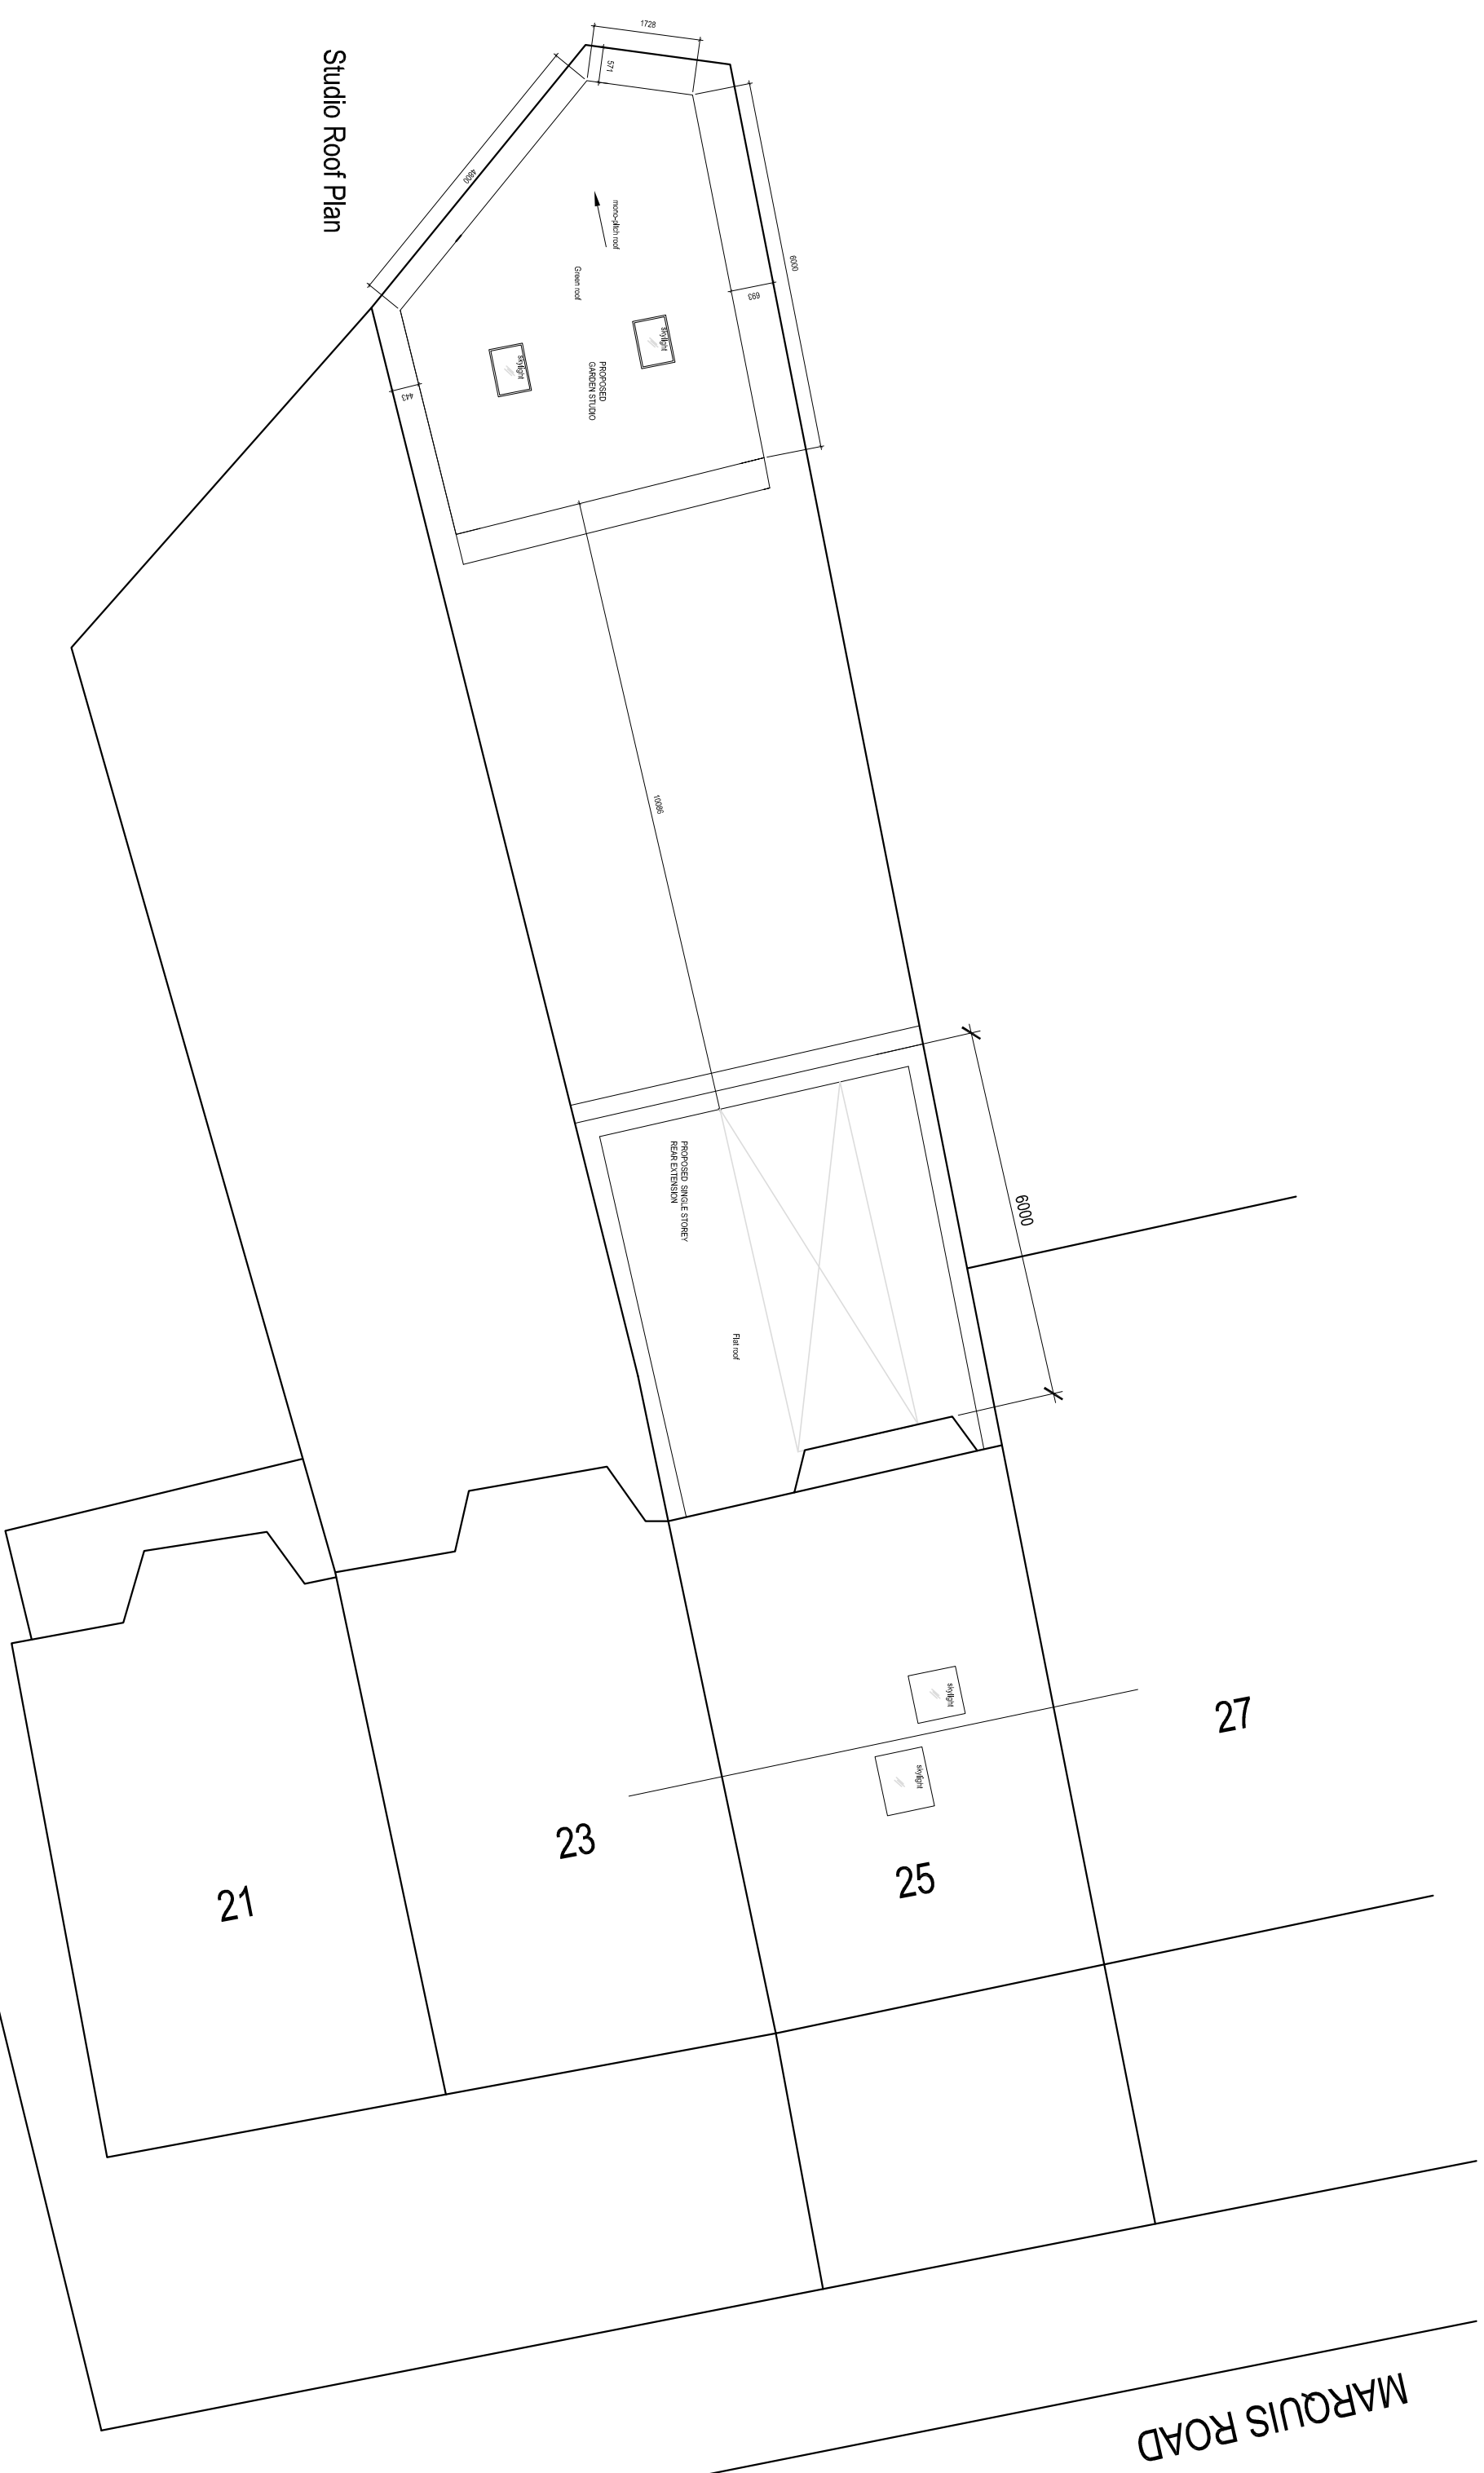 Studio Roof Plan
1728
571
4800
mono-pitch roof
Green roof
6000
693
skylight
skylight
PROPOSED
GARDEN STUDIO
443
10086
6000
PROPOSED SINGLE STOREY
REAR EXTENSION
Flat roof
skylight
skylight
27
23
25
21
MARQUIS ROAD